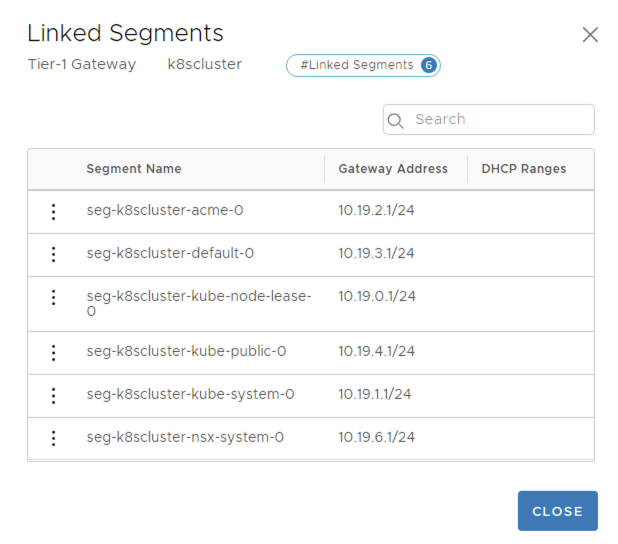 Linked Segments
Tier-1 Gateway k8scluster #Linked Segments 6
Search
Segment Name Gateway Address DHCP Ranges
seg-k8scluster-acme-0 10.19.2.1/24
seg-k8scluster-default-0 10.19.3.1/24
seg-k8scluster-kube-node-lease- 10.19.0.1/24
0
seg-k8scluster-kube-public-0 10.19.4.1/24
seg-k8scluster-kube-system-0 10.19.1.1/24
seg-k8scluster-nsx-system-0 10.19.6.1/24
CLOSE